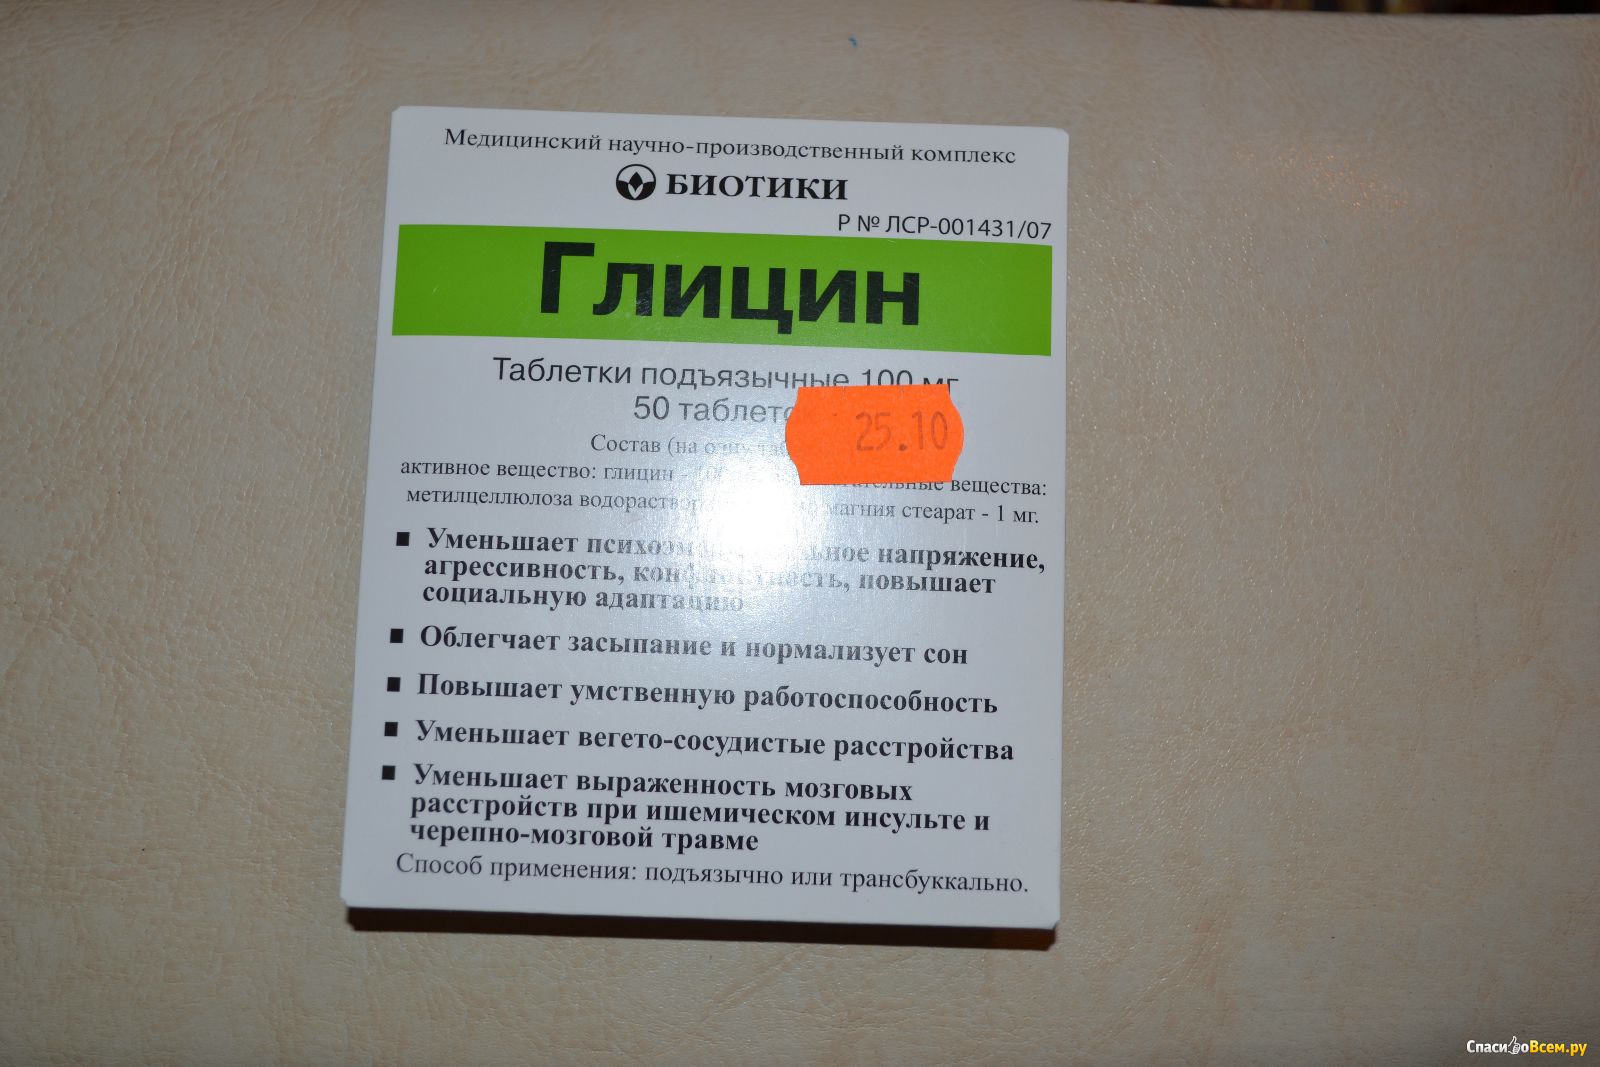 Медицинский научно-производственный комплекс
БИОТИКИ
Р № ЛСР-001431/07
Глицин
Таблетки подъязычные 100 мг
50 таблеток
25.10
Состав (на одну
активное вещество: глицин вещества:
метилцеллюлоза магния стеарат - 1 мг.
Уменьшает напряжение,
агрессивность, конфликтность, повышает
социальную адаптацию
Облегчает засыпание и нормализует сон
Повышает умственную работоспособность
Уменьшает вегето-сосудистые расстройства
Уменьшает выраженность мозговых
расстройств при ишемическом инсульте и
черепно-мозговой травме
Способ применения: подъязычно или трансбуккально.
СпасибоВсем.ру